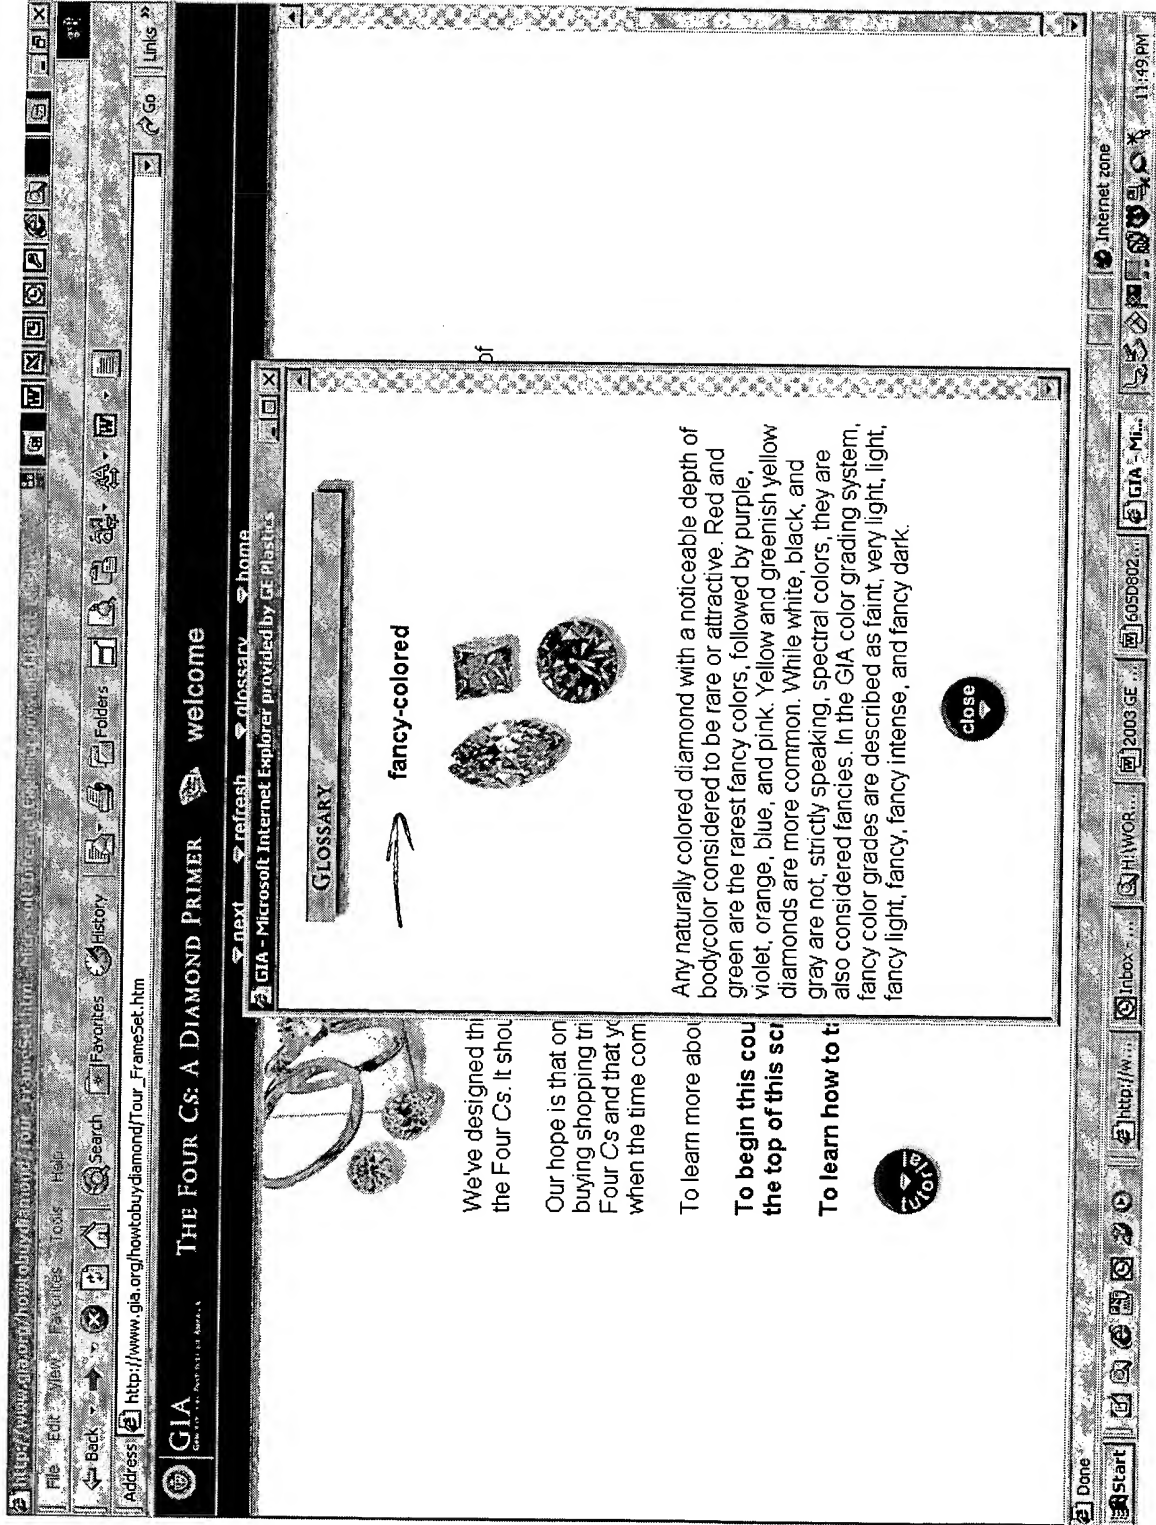 File Edit View Favorites Tools Help
Back Search Favorites History Folders
Address http://www.gia.org/howtobuydiamond/Tour_FrameSet.htm Go Links »
GIA THE FOUR CS: A DIAMOND PRIMER welcome
next refresh glossary home
GIA - Microsoft Internet Explorer provided by GE Plastics
GLOSSARY
fancy-colored
Any naturally colored diamond with a noticeable depth of
bodycolor considered to be rare or attractive. Red and
green are the rarest fancy colors, followed by purple,
violet, orange, blue, and pink. Yellow and greenish yellow
diamonds are more common. While white, black, and
gray are not, strictly speaking, spectral colors, they are
also considered fancies. In the GIA color grading system,
fancy color grades are described as faint, very light, light,
fancy light, fancy, fancy intense, and fancy dark.
close
We've designed thi
the Four Cs. It shou
of
Our hope is that on
buying shopping tri
Four Cs and that yo
when the time com
To learn more abou
To begin this cou
the top of this scr
To learn how to t
tutorial
Done Internet zone
Start http://w.... Inbox - ... H:\WOR... 2003 GE ... 605D802... GIA - Mi... 11:49 PM